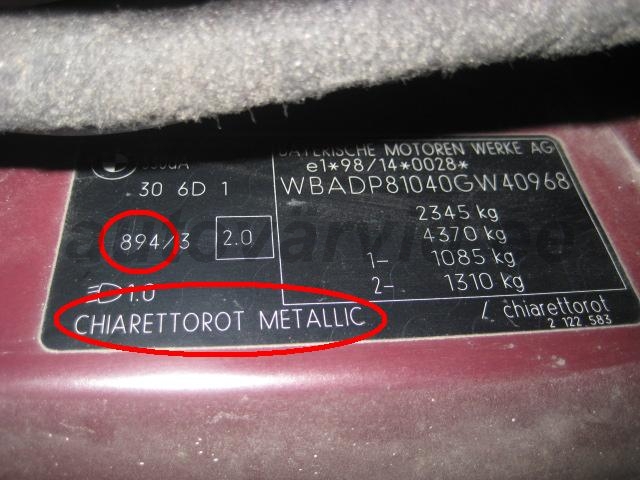 BAYERISCHE MOTOREN WERKE AG
e1*98/14*0028*
30 6D 1
WBADP81040GW40968
894/3
2.0
2345 kg
4370 kg
1- 1085 kg
2- 1310 kg
1.0
CHIARETTOROT METALLIC
chiarettorot
2 122 583